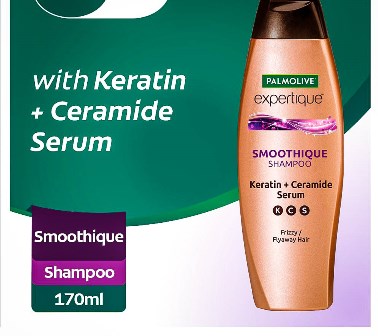 with Keratin
+ Ceramide
Serum
Smoothique
Shampoo
170ml
PALMOLIVE
expertique
SMOOTHIQUE
SHAMPOO
Keratin + Ceramide
Serum
K C S
Frizzy /
Flyaway Hair